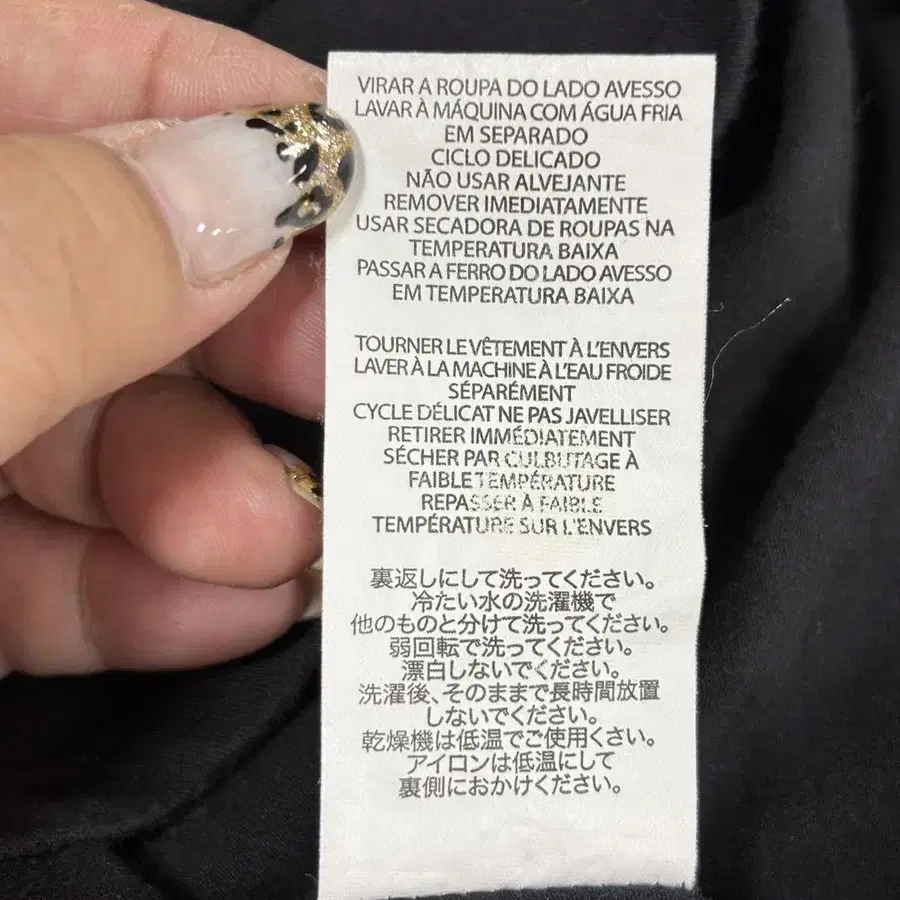 VIRAR A ROUPA DO LADO AVESSO
LAVAR À MÁQUINA COM ÁGUA FRIA
EM SEPARADO
CICLO DELICADO
NÃO USAR ALVEJANTE
REMOVER IMEDIATAMENTE
USAR SECADORA DE ROUPAS NA
TEMPERATURA BAIXA
PASSAR A FERRO DO LADO AVESSO
EM TEMPERATURA BAIXA
TOURNER LE VÊTEMENT À L'ENVERS
LAVER À LA MACHINE À L'EAU FROIDE
SÉPARÉMENT
CYCLE DÉLICAT NE PAS JAVELLISER
RETIRER IMMÉDIATEMENT
SÉCHER PAR CULBUTAGE À
FAIBLE TEMPÉRATURE
REPASSER À FAIBLE
TEMPÉRATURE SUR L'ENVERS
裏返しにして洗ってください。
冷たい水の洗濯機で
他のものと分けて洗ってください。
弱回転で洗ってください。
漂白しないでください。
洗濯後、そのままで長時間放置
しないでください。
乾燥機は低温でご使用くさい。
アイロンは低温にして
裏側におかけください。